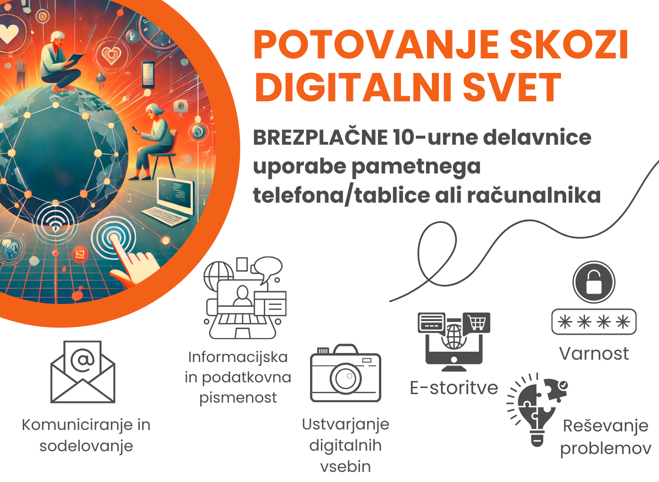 POTOVANJE SKOZI
DIGITALNI SVET
BREZPLAČNE 10-urne delavnice
uporabe pametnega
telefona/tablice ali računalnika
Komuniciranje in
sodelovanje
Informacijska
in podatkovna
pismenost
Ustvarjanje
digitalnih
vsebin
E-storitve
Varnost
Reševanje
problemov